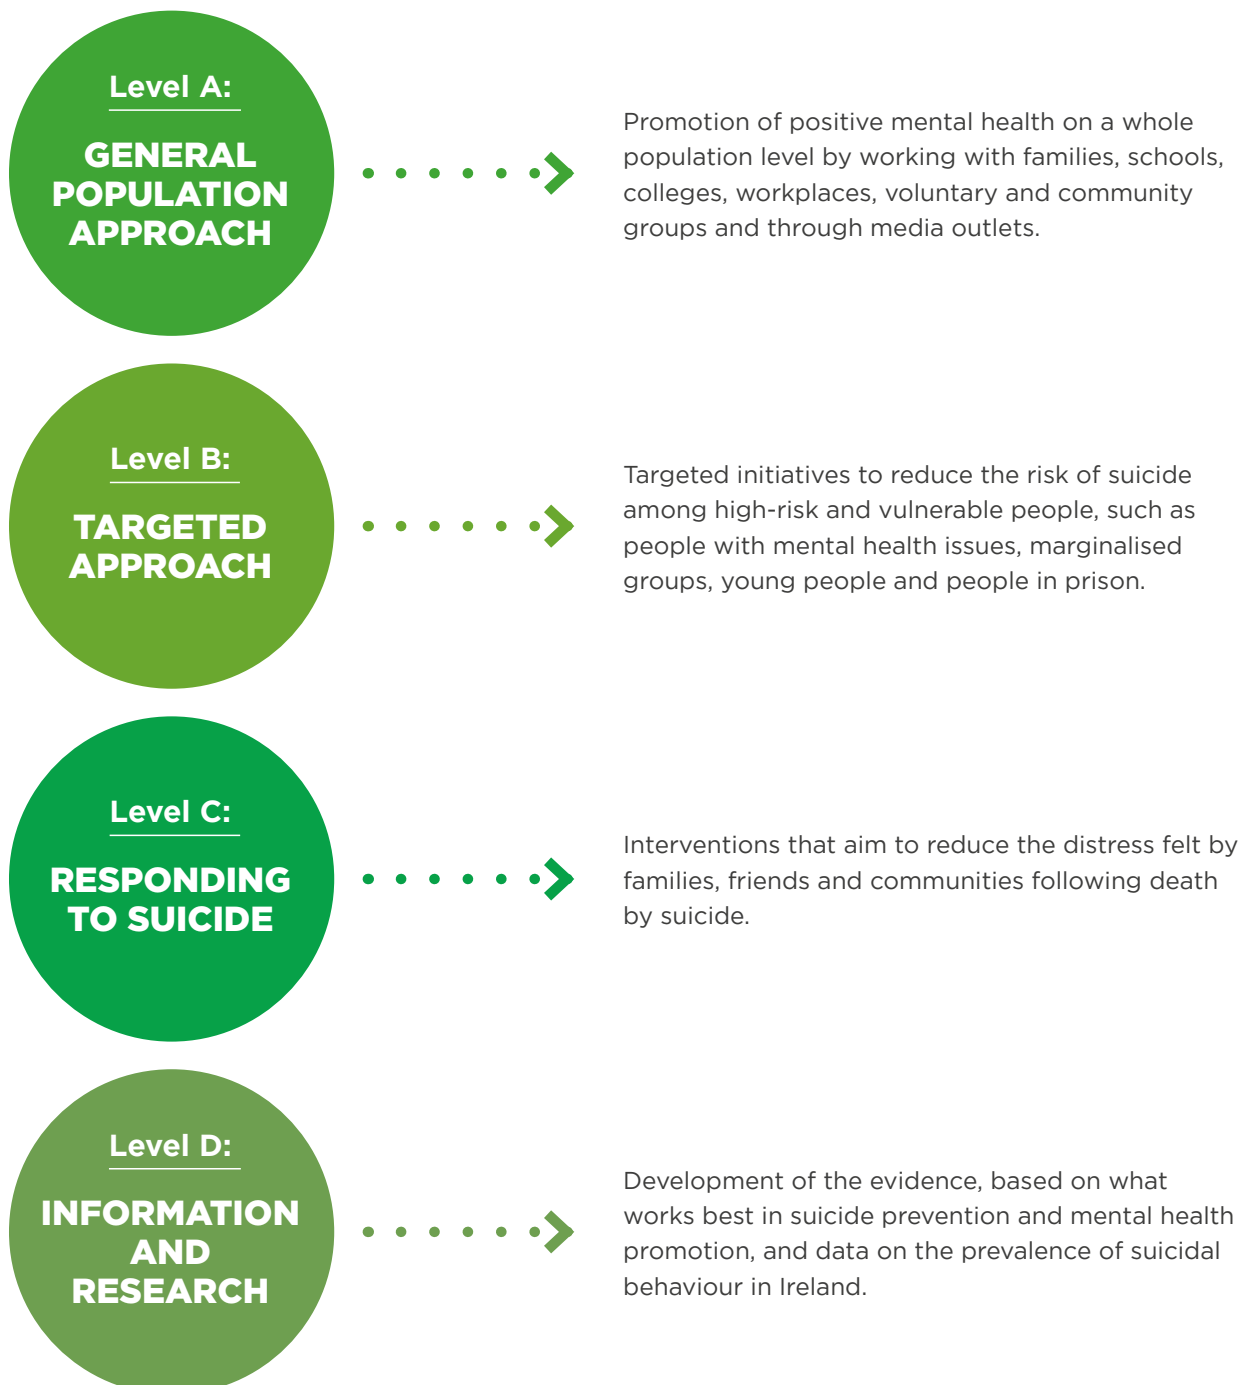 Level A:
GENERAL
POPULATION
APPROACH
Promotion of positive mental health on a whole
population level by working with families, schools,
colleges, workplaces, voluntary and community
groups and through media outlets.
Level B:
TARGETED
APPROACH
Targeted initiatives to reduce the risk of suicide
among high-risk and vulnerable people, such as
people with mental health issues, marginalised
groups, young people and people in prison.
Level C:
RESPONDING
TO SUICIDE
Interventions that aim to reduce the distress felt by
families, friends and communities following death
by suicide.
Level D:
INFORMATION
AND
RESEARCH
Development of the evidence, based on what
works best in suicide prevention and mental health
promotion, and data on the prevalence of suicidal
behaviour in Ireland.